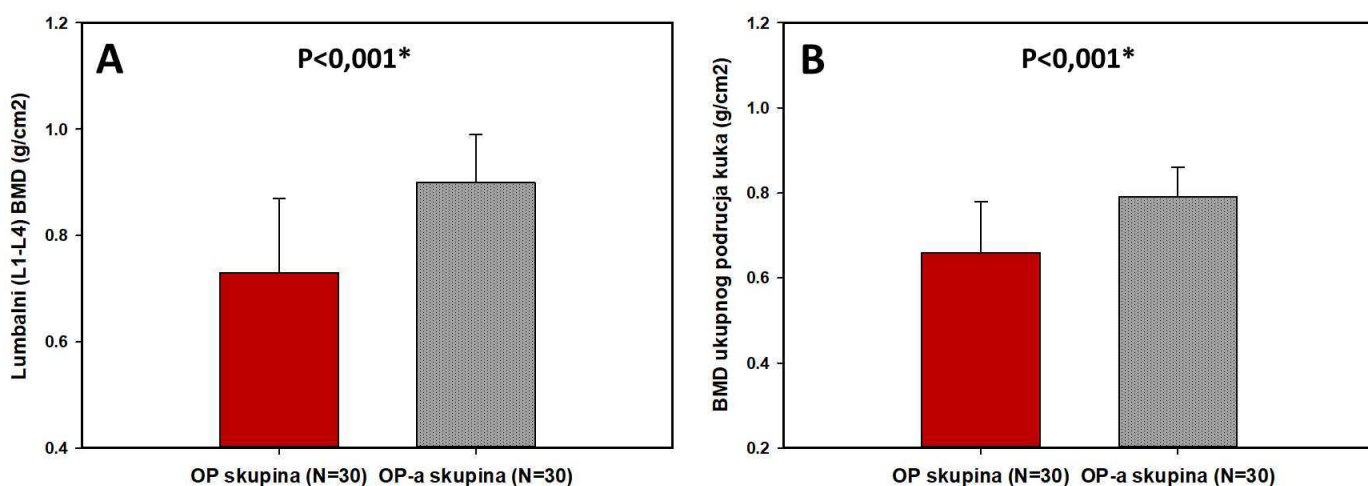 A
P<0,001*
Lumbalni (L1-L4) BMD (g/cm2)
1.2
1.0
0.8
0.6
0.4
OP skupina (N=30) OP-a skupina (N=30)
B
P<0,001*
BMD ukupnog podrucja kuka (g/cm2)
1.2
1.0
0.8
0.6
0.4
0.2
OP skupina (N=30) OP-a skupina (N=30)